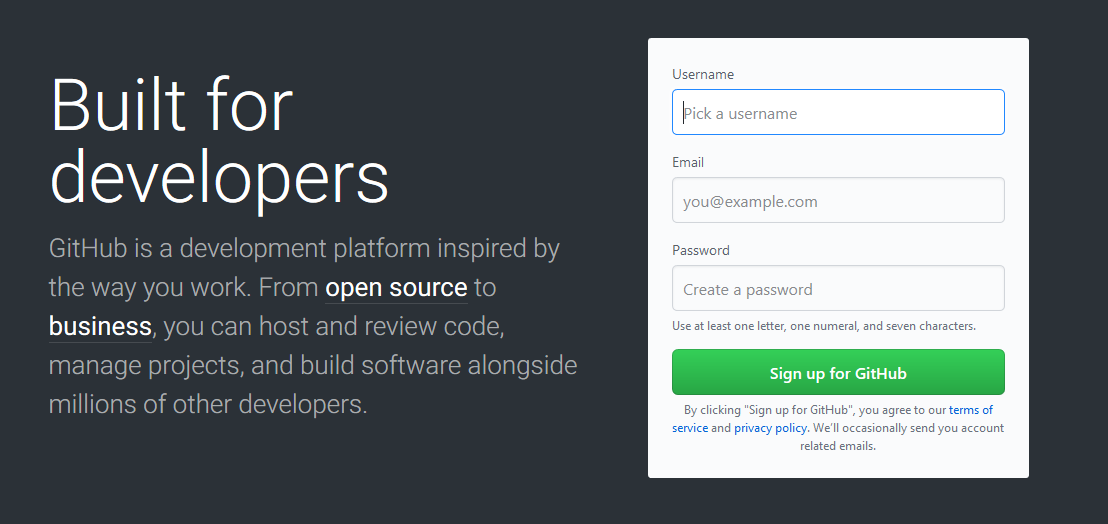 Built for
developers
GitHub is a development platform inspired by
the way you work. From open source to
business, you can host and review code,
manage projects, and build software alongside
millions of other developers.
Username
Pick a username
Email
you@example.com
Password
Create a password
Use at least one letter, one numeral, and seven characters.
Sign up for GitHub
By clicking "Sign up for GitHub", you agree to our terms of
service and privacy policy. We’ll occasionally send you account
related emails.